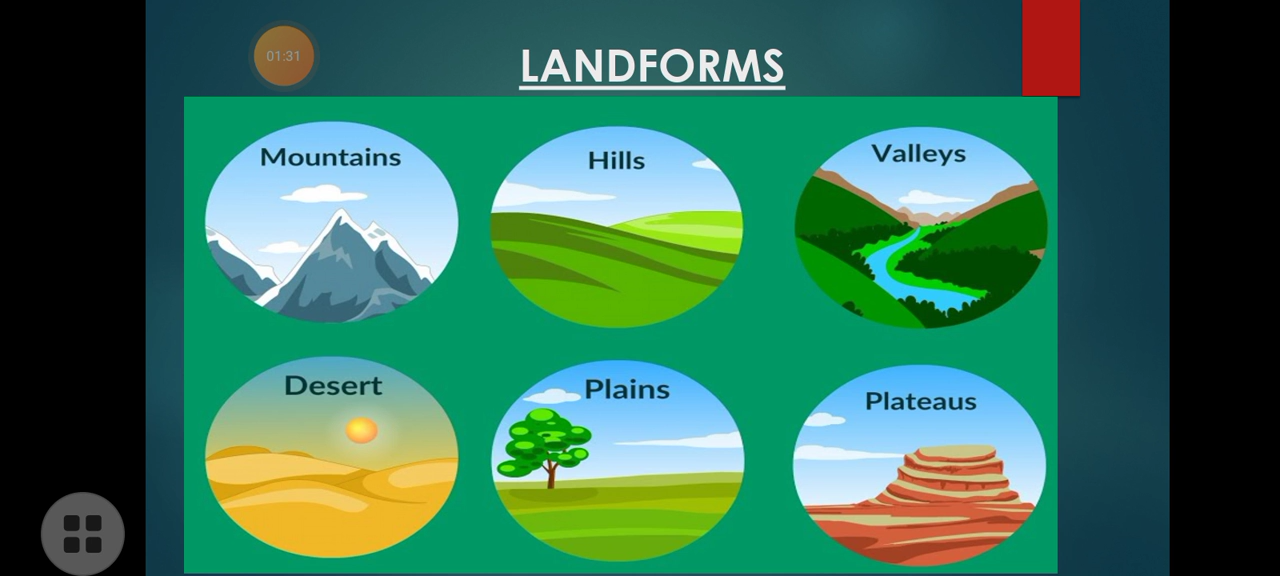 01:31
LANDFORMS
Mountains
Hills
Valleys
Desert
Plains
Plateaus